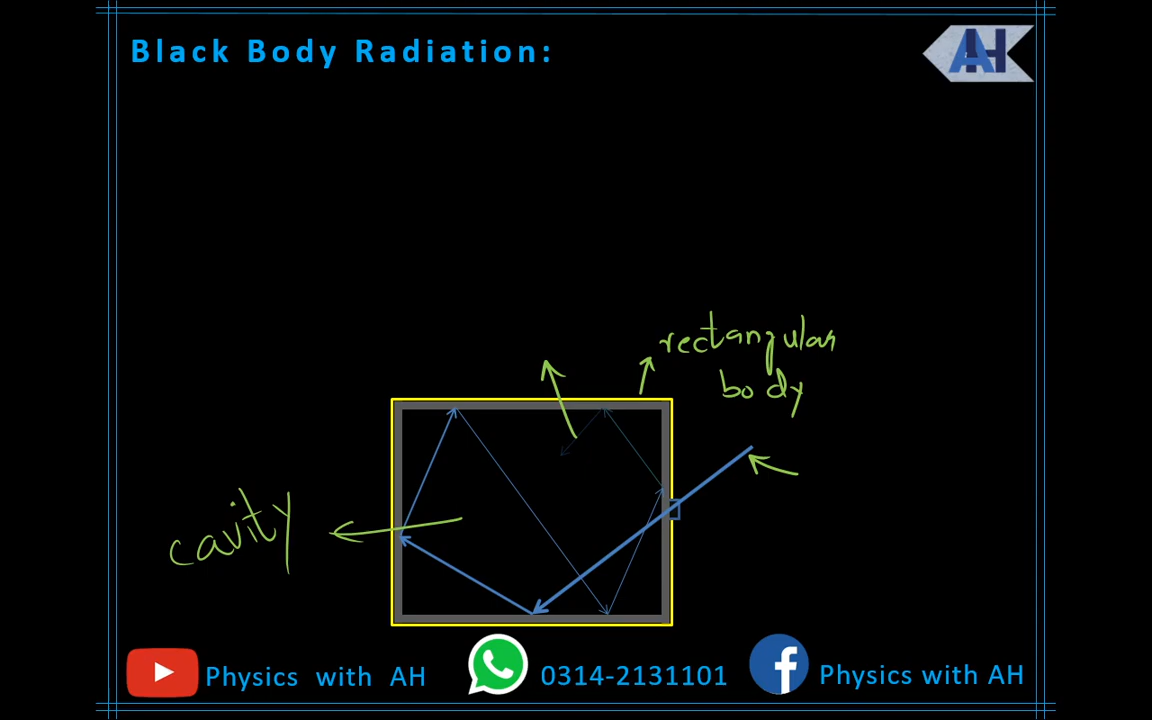 Black Body Radiation:
AH
rectangular
body
cavity
Physics with AH
0314-2131101
Physics with AH